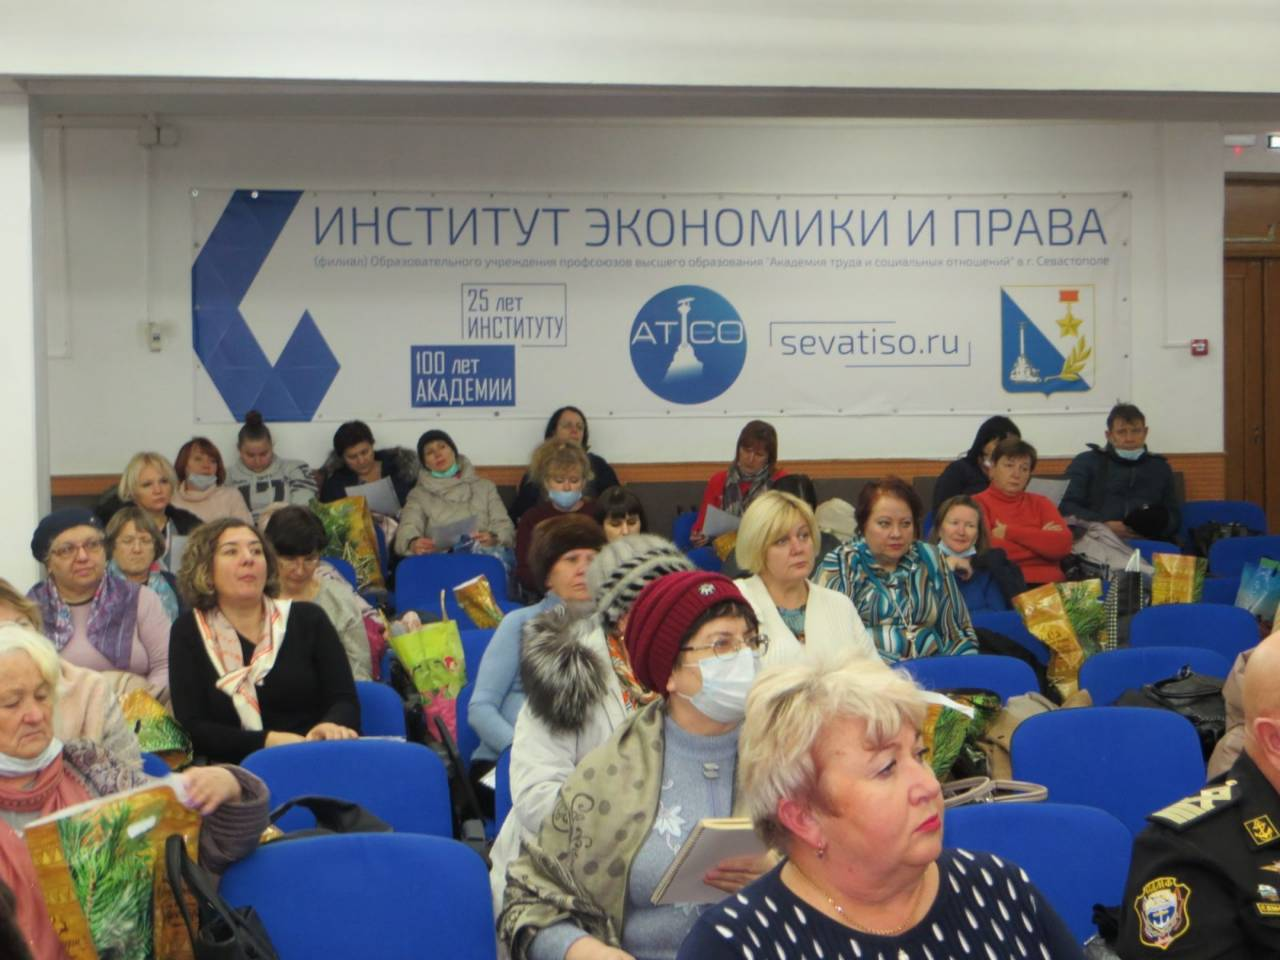 ИНСТИТУТ ЭКОНОМИКИ И ПРАВА
(филиал) Образовательного учреждения профсоюзов высшего образования "Академия труда и социальных отношений" в г. Севастополе
25 лет
ИНСТИТУТУ
100 лет
АКАДЕМИИ
АТІСО
sevatiso.ru